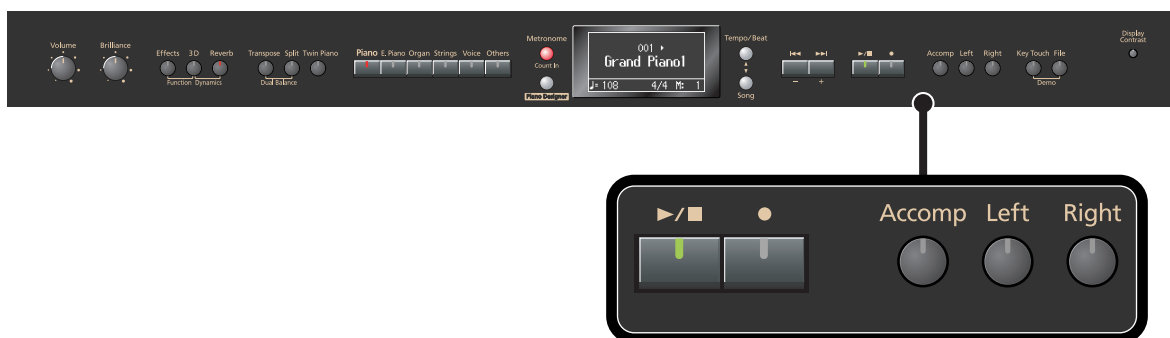 Volume
Brilliance
Effects 3D Reverb
Function Dynamics
Transpose Split Twin Piano
Dual Balance
Piano E. Piano Organ Strings Voice Others
Metronome
Count In
Piano Designer
001
Grand Piano1
♩= 108 4/4 M: 1
Tempo/Beat
Song
− +
Accomp Left Right
Key Touch File
Demo
Display
Contrast
Accomp Left Right